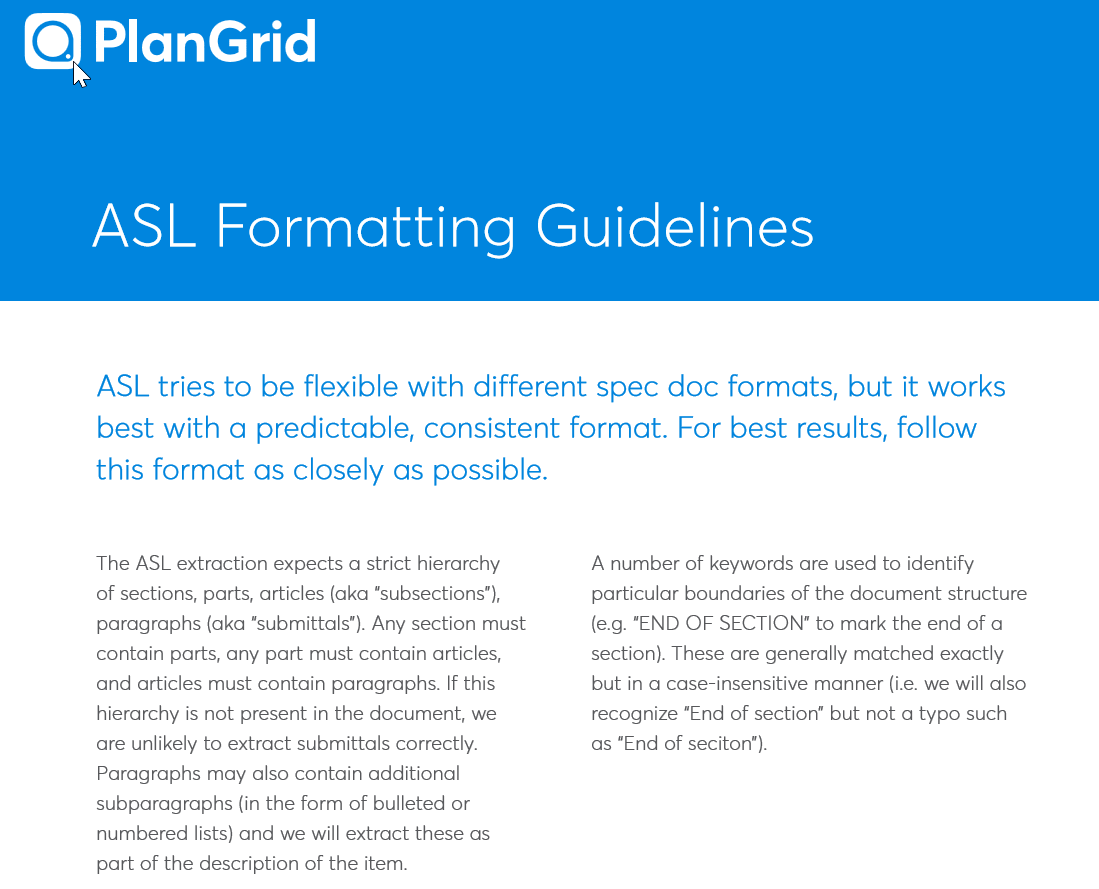 PlanGrid
ASL Formatting Guidelines
ASL tries to be flexible with different spec doc formats, but it works
best with a predictable, consistent format. For best results, follow
this format as closely as possible.
The ASL extraction expects a strict hierarchy
of sections, parts, articles (aka “subsections”),
paragraphs (aka “submittals”). Any section must
contain parts, any part must contain articles,
and articles must contain paragraphs. If this
hierarchy is not present in the document, we
are unlikely to extract submittals correctly.
Paragraphs may also contain additional
subparagraphs (in the form of bulleted or
numbered lists) and we will extract these as
part of the description of the item.
A number of keywords are used to identify
particular boundaries of the document structure
(e.g. “END OF SECTION” to mark the end of a
section). These are generally matched exactly
but in a case-insensitive manner (i.e. we will also
recognize “End of section” but not a typo such
as “End of seciton”).